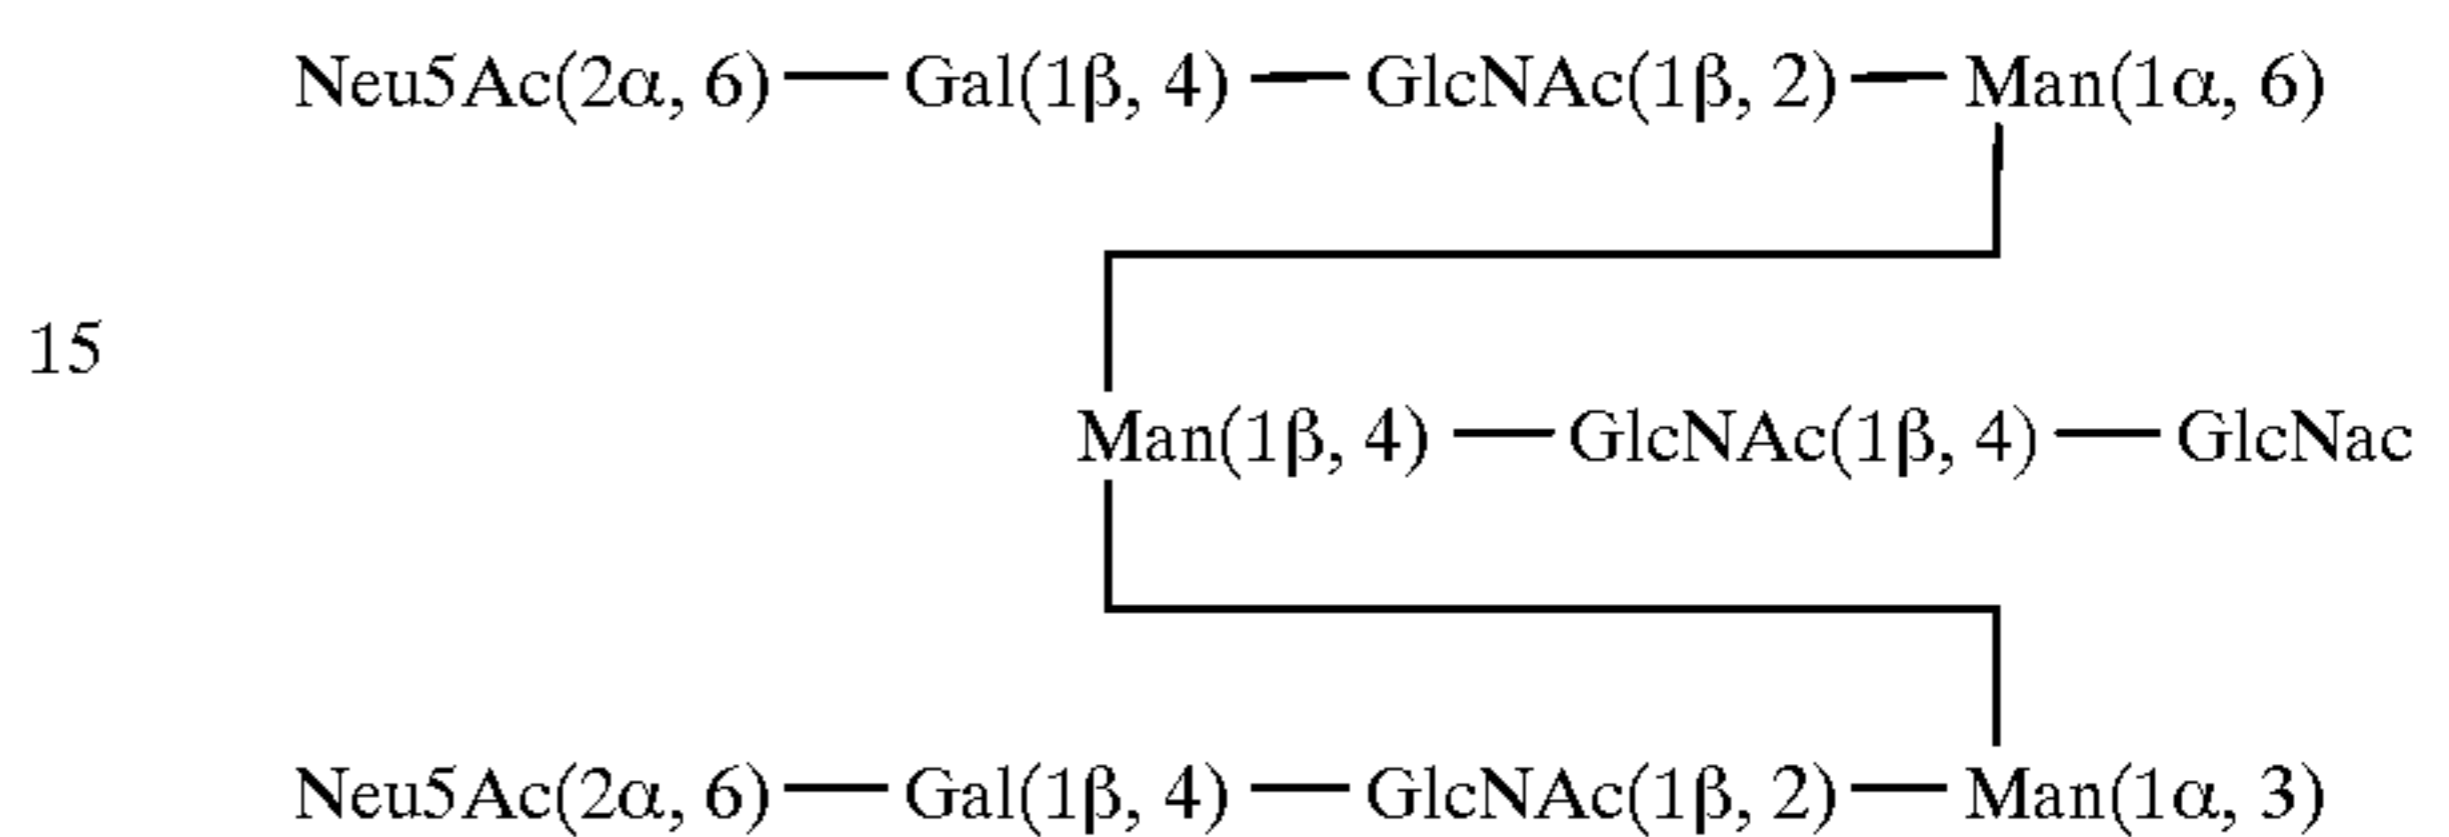 Neu5Ac(2α, 6)—Gal(1β, 4)—GlcNAc(1β, 2)—Man(1α, 6)
15
Man(1β, 4)—GlcNAc(1β, 4)—GlcNac
Neu5Ac(2α, 6)—Gal(1β, 4)—GlcNAc(1β, 2)—Man(1α, 3)